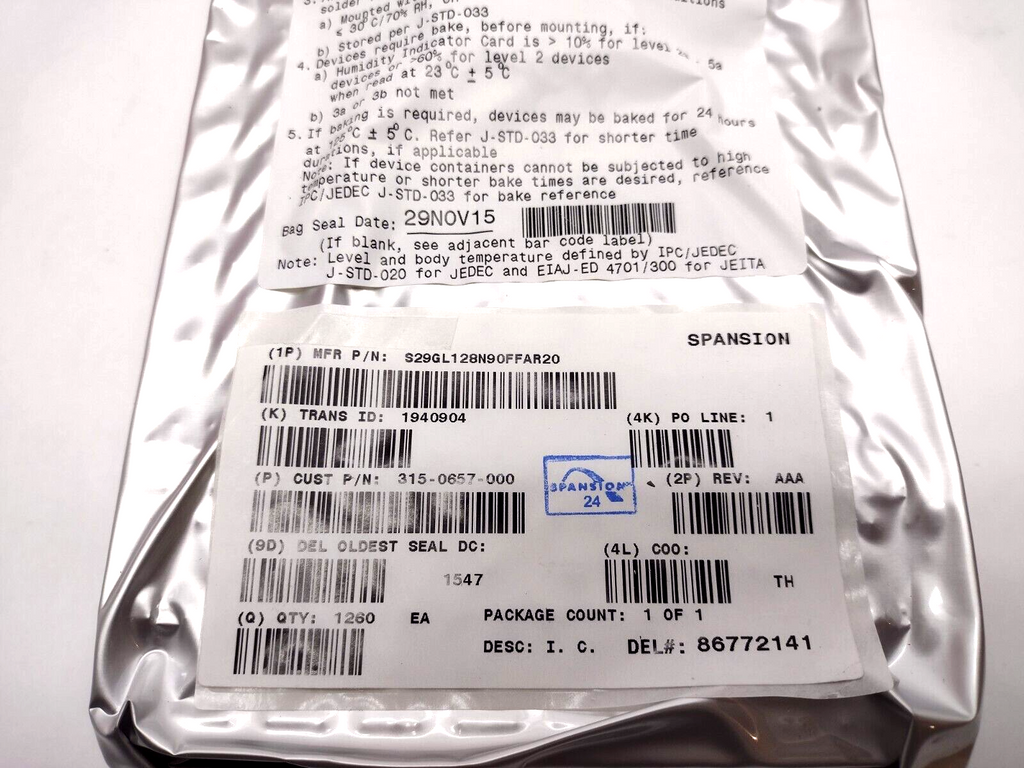 solder
a) Mounted
≤ 30°C/70% RH,
b) Stored per J-STD-033
4. Devices require bake, before mounting, if:
a) Humidity Indicator Card is > 10% for level 2a - 5a
devices or >60% for level 2 devices
when read at 23°C ± 5°C
b) 3a or 3b not met
5. If baking is required, devices may be baked for 24 hours
at 125°C ± 5°C. Refer J-STD-033 for shorter time
durations, if applicable
Note: If device containers cannot be subjected to high
temperature or shorter bake times are desired, reference
IPC/JEDEC J-STD-033 for bake reference
Bag Seal Date: 29NOV15
(If blank, see adjacent bar code label)
Note: Level and body temperature defined by IPC/JEDEC
J-STD-020 for JEDEC and EIAJ-ED 4701/300 for JEITA
SPANSION
(1P) MFR P/N: S29GL128N90FFAR20
(K) TRANS ID: 1940904
(4K) PO LINE: 1
(P) CUST P/N: 315-0657-000
SPANSION
24
(2P) REV: AAA
(9D) DEL OLDEST SEAL DC:
1547
(4L) COO:
TH
(Q) QTY: 1260 EA
PACKAGE COUNT: 1 OF 1
DESC: I. C. DEL#: 86772141